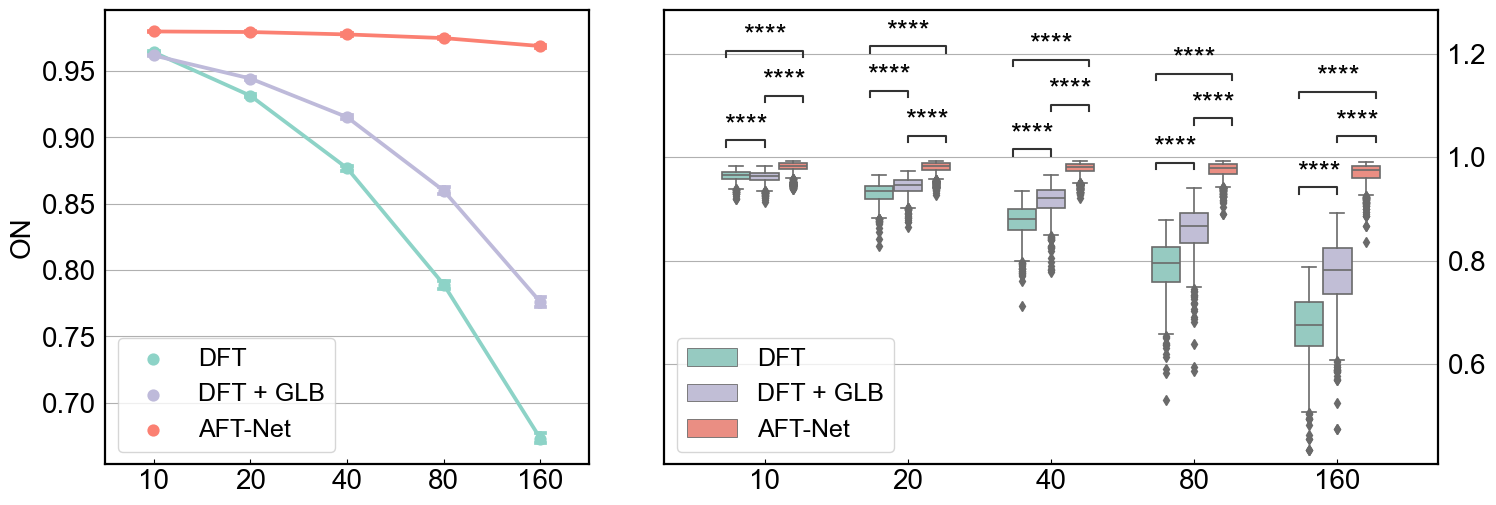 ON
0.95
0.90
0.85
0.80
0.75
0.70
DFT
DFT + GLB
AFT-Net
10 20 40 80 160
**** **** **** **** ****
**** **** **** **** ****
**** **** **** **** ****
1.2
1.0
0.8
0.6
DFT
DFT + GLB
AFT-Net
10 20 40 80 160